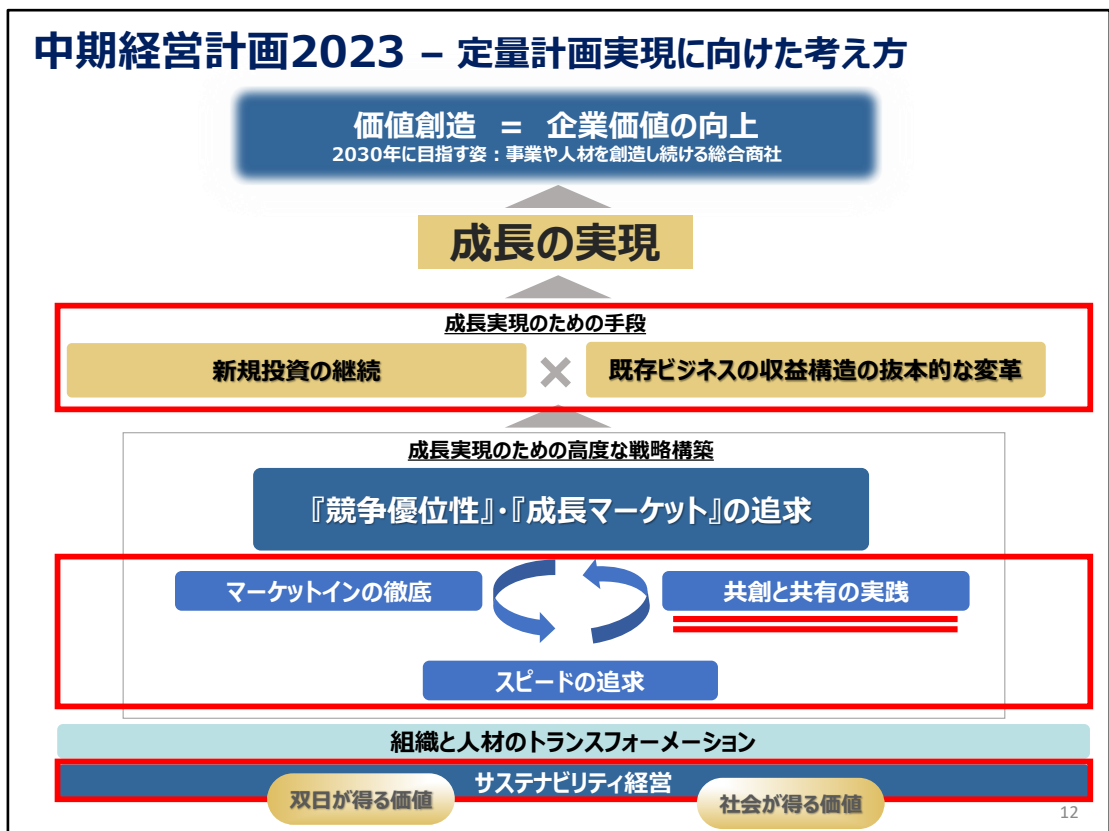 中期経営計画2023 – 定量計画実現に向けた考え方
価値創造 = 企業価値の向上
2030年に目指す姿：事業や人材を創造し続ける総合商社
成長の実現
成長実現のための手段
新規投資の継続
既存ビジネスの収益構造の抜本的な変革
成長実現のための高度な戦略構築
『競争優位性』・『成長マーケット』の追求
マーケットインの徹底
共創と共有の実践
スピードの追求
組織と人材のトランスフォーメーション
サステナビリティ経営
双日が得る価値
社会が得る価値
12